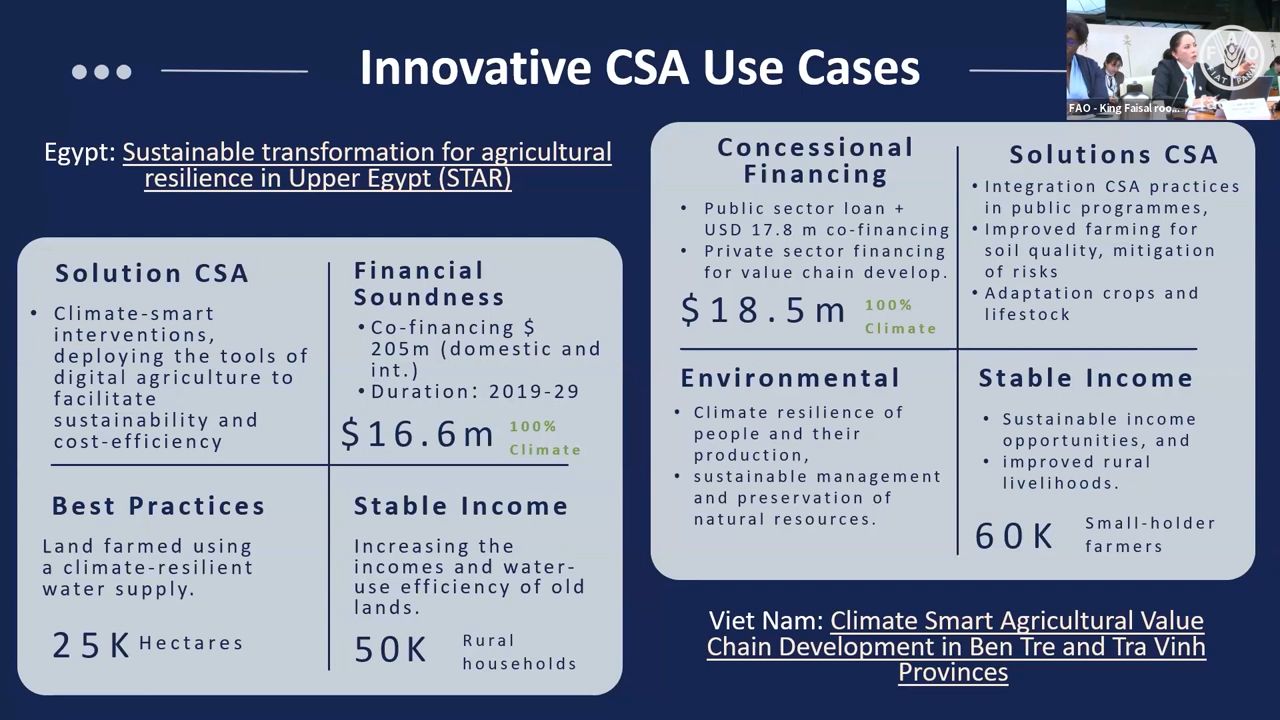 Innovative CSA Use Cases
FAO - King Faisal roo...
Egypt: Sustainable transformation for agricultural
resilience in Upper Egypt (STAR)
Solution CSA
• Climate-smart
interventions,
deploying the tools of
digital agriculture to
facilitate
sustainability and
cost-efficiency
Financial
Soundness
• Co-financing $
205m (domestic and
int.)
• Duration: 2019-29
$16.6m
100%
Climate
Best Practices
Land farmed using
a climate-resilient
water supply.
25K Hectares
Stable Income
Increasing the
incomes and water-
use efficiency of old
lands.
50K
Rural
households
Concessional
Financing
• Public sector loan +
USD 17.8 m co-financing
• Private sector financing
for value chain develop.
$18.5m
100%
Climate
Solutions CSA
• Integration CSA practices
in public programmes,
• Improved farming for
soil quality, mitigation
of risks
• Adaptation crops and
lifestock
Environmental
• Climate resilience of
people and their
production,
• sustainable management
and preservation of
natural resources.
Stable Income
• Sustainable income
opportunities, and
• improved rural
livelihoods.
60K
Small-holder
farmers
Viet Nam: Climate Smart Agricultural Value
Chain Development in Ben Tre and Tra Vinh
Provinces